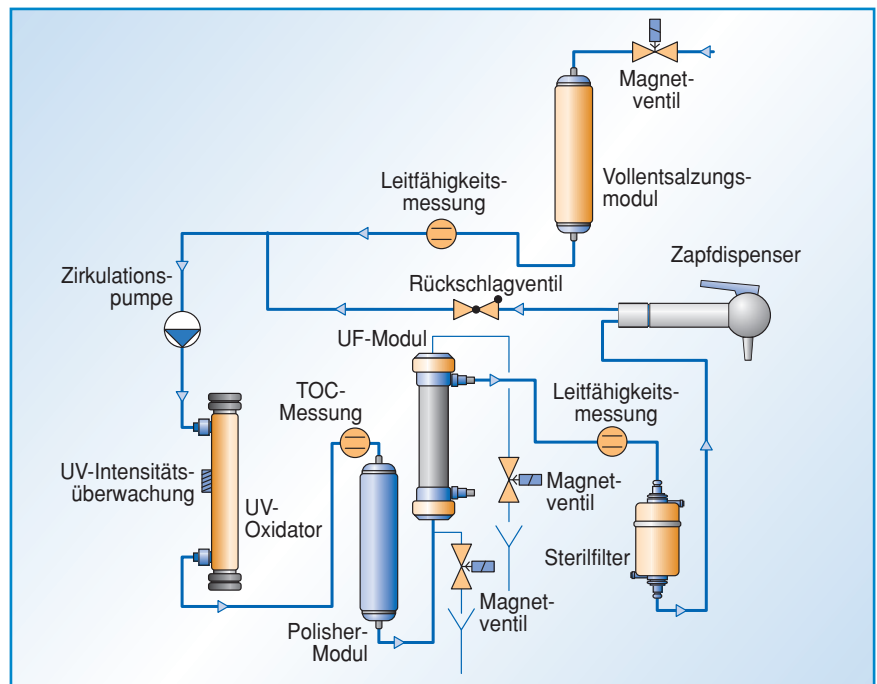 Magnet-
ventil
Vollentsalzungs-
modul
Leitfähigkeits-
messung
Zapfdispenser
Zirkulations-
pumpe
Rückschlagventil
UF-Modul
TOC-
Messung
Leitfähigkeits-
messung
UV-Intensitäts-
überwachung
UV-
Oxidator
Magnet-
ventil
Sterilfilter
Magnet-
ventil
Polisher-
Modul